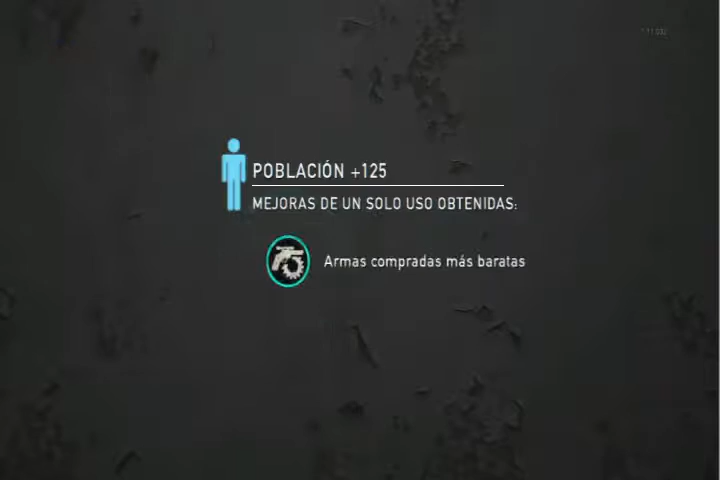 POBLACIÓN +125
MEJORAS DE UN SOLO USO OBTENIDAS:
Armas compradas más baratas